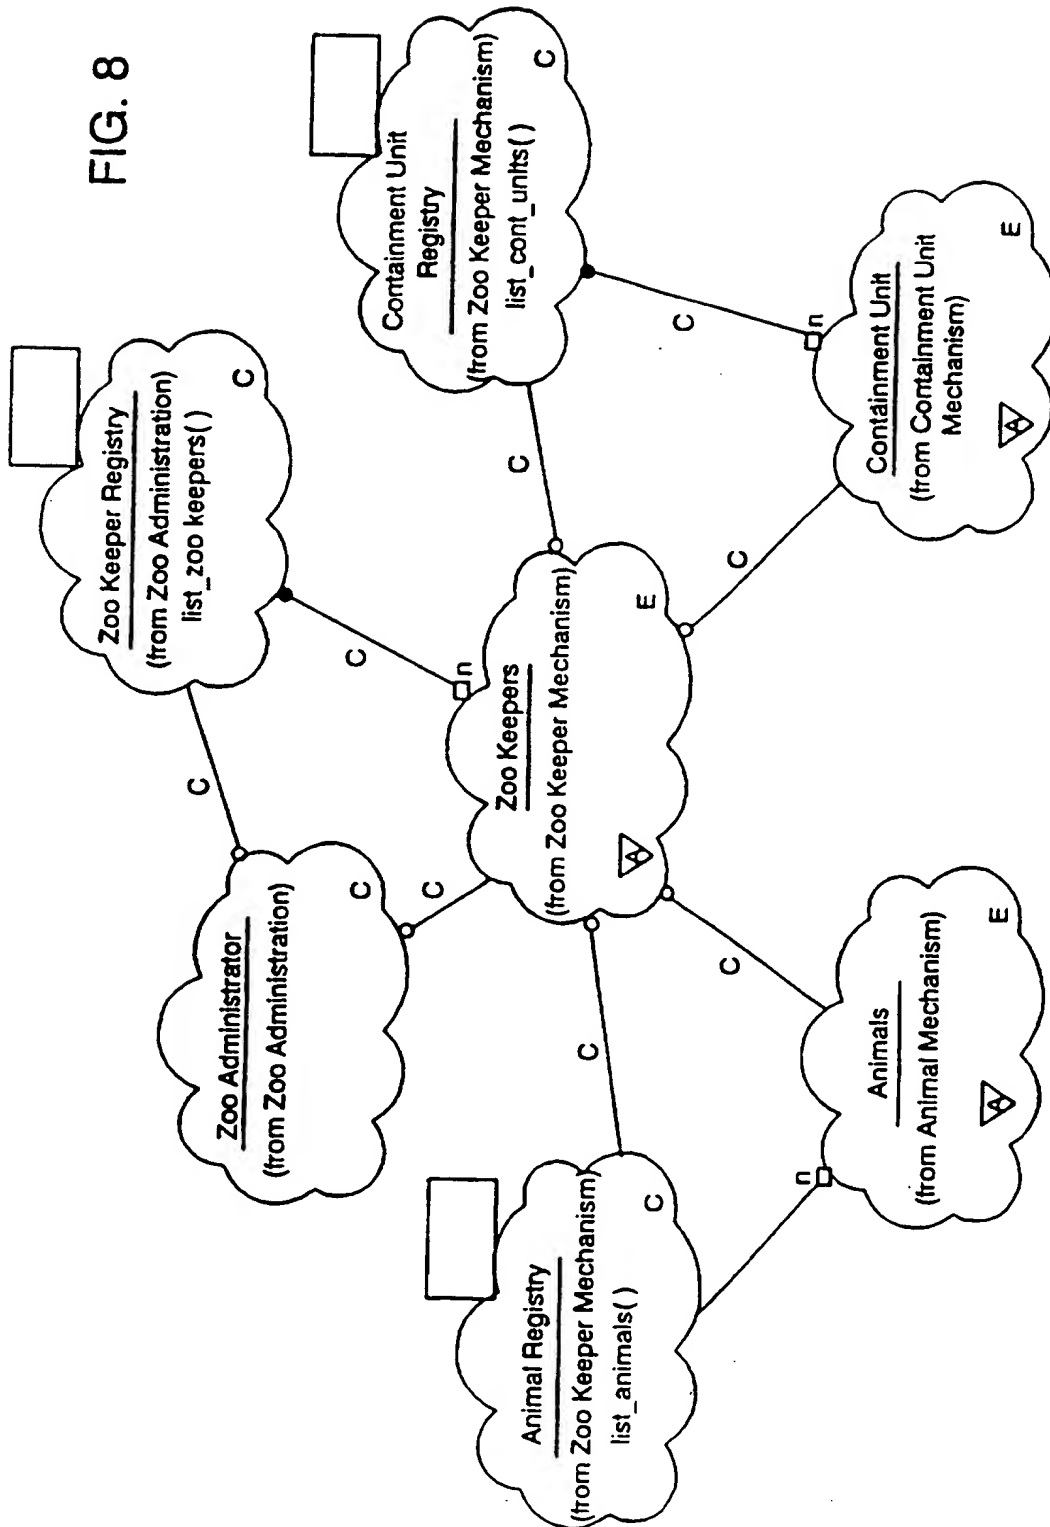 FIG. 8
Zoo Keeper Registry
(from Zoo Administration)
list_zoo keepers( )
C
Containment Unit
Registry
(from Zoo Keeper Mechanism)
list_cont_units( )
C
Zoo Administrator
(from Zoo Administration)
C
C
C
C
n
C
Zoo Keepers
(from Zoo Keeper Mechanism)
A
E
C
n
Animal Registry
(from Zoo Keeper Mechanism)
list_animals( )
C
C
C
C
n
Animals
(from Animal Mechanism)
A
E
Containment Unit
(from Containment Unit
Mechanism)
A
E